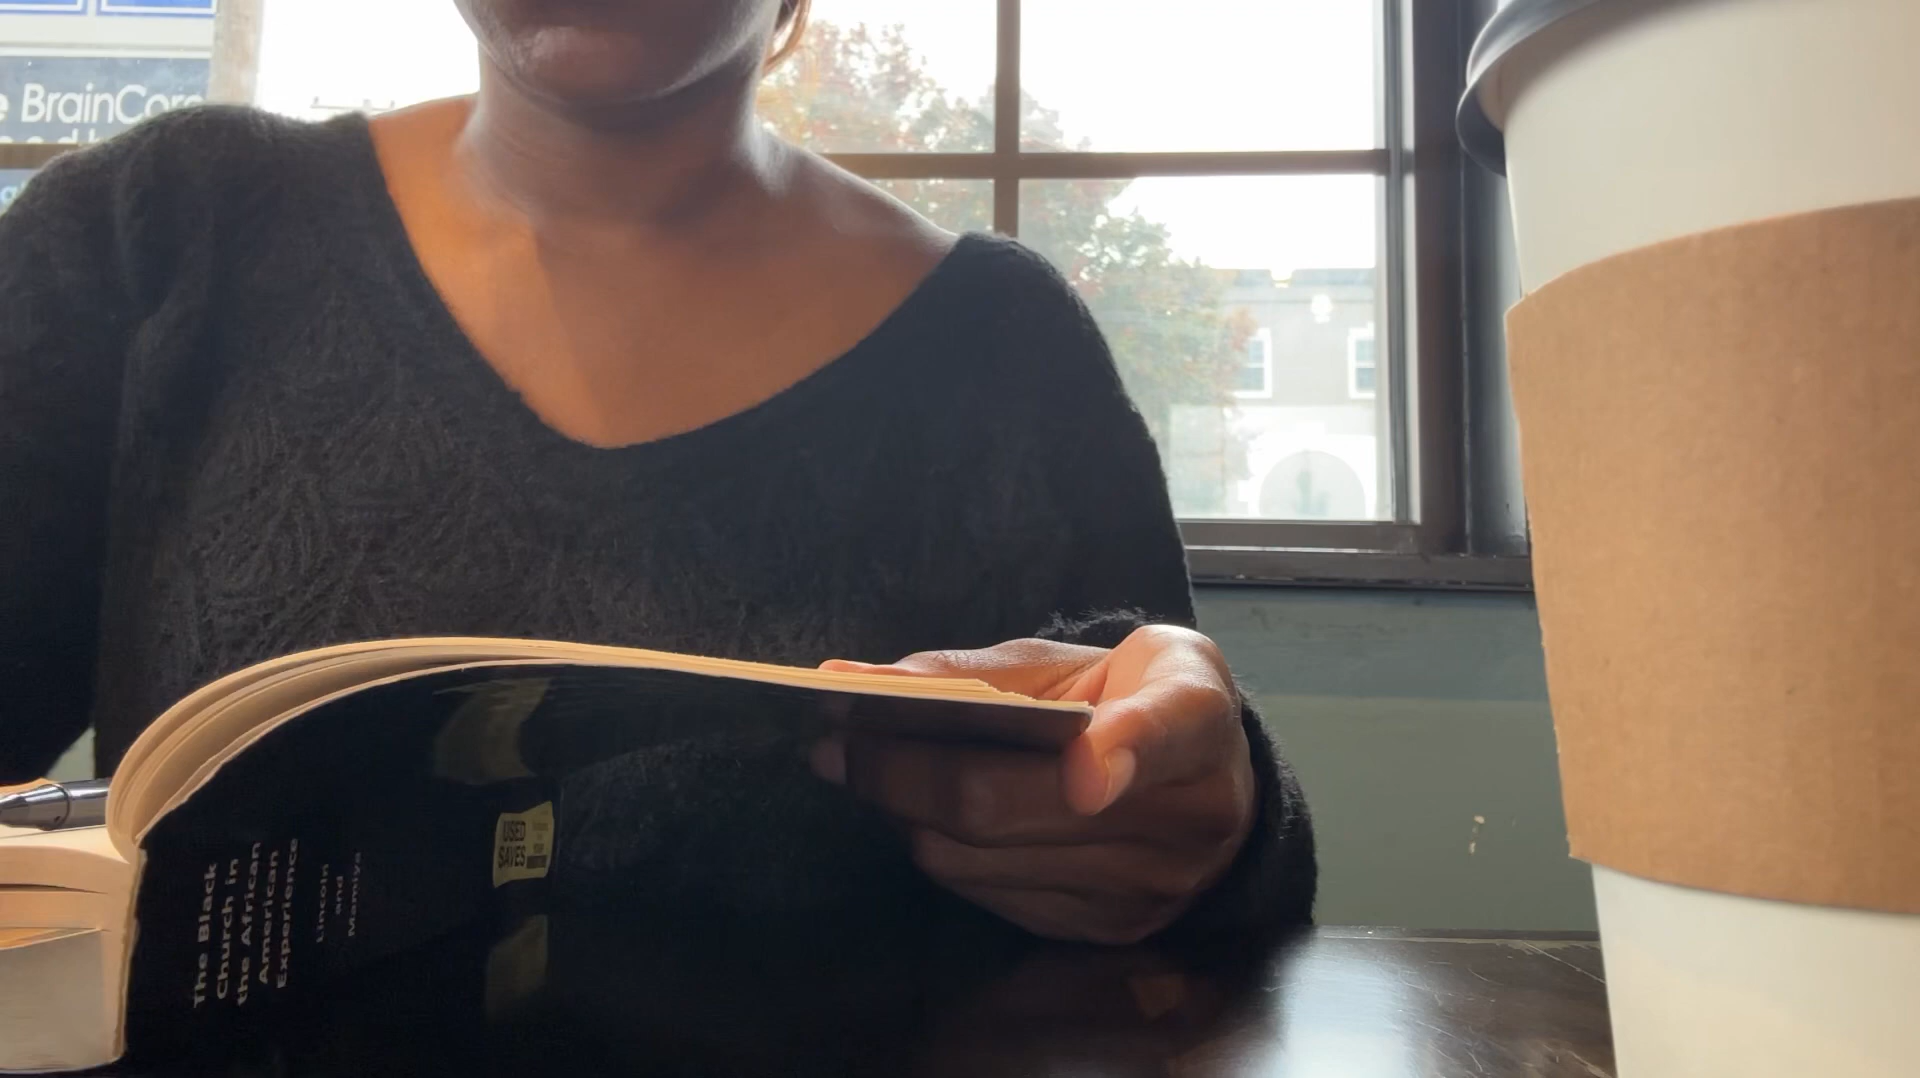 BrainCore
The Black
Church in
the African
American
Experience
Lincoln
and
Mamiya
USED
SAVES